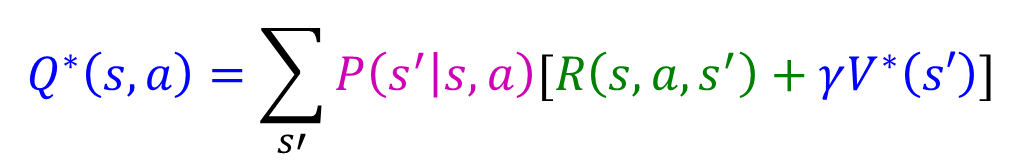 Q*(s, a) = ∑ P(s′|s, a)[R(s, a, s′) + γV*(s′)]
s′